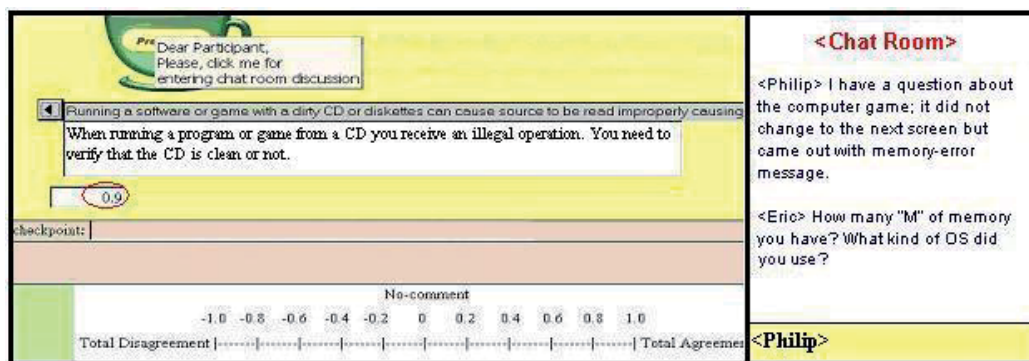 Pre
Dear Participant,
Please, click me for
entering chat room discussion
Running a software or game with a dirty CD or diskettes can cause source to be read improperly causing
When running a program or game from a CD you receive an illegal operation. You need to
verify that the CD is clean or not.
0.9
checkpoint:
No-comment
-1.0 -0.8 -0.6 -0.4 -0.2 0 0.2 0.4 0.6 0.8 1.0
Total Disagreement |-------|-------|-------|-------|-------|-------|-------|-------|-------|-------| Total Agreemen
<Chat Room>
<Philip> I have a question about
the computer game; it did not
change to the next screen but
came out with memory-error
message.
<Eric> How many "M" of memory
you have? What kind of OS did
you use?
<Philip>